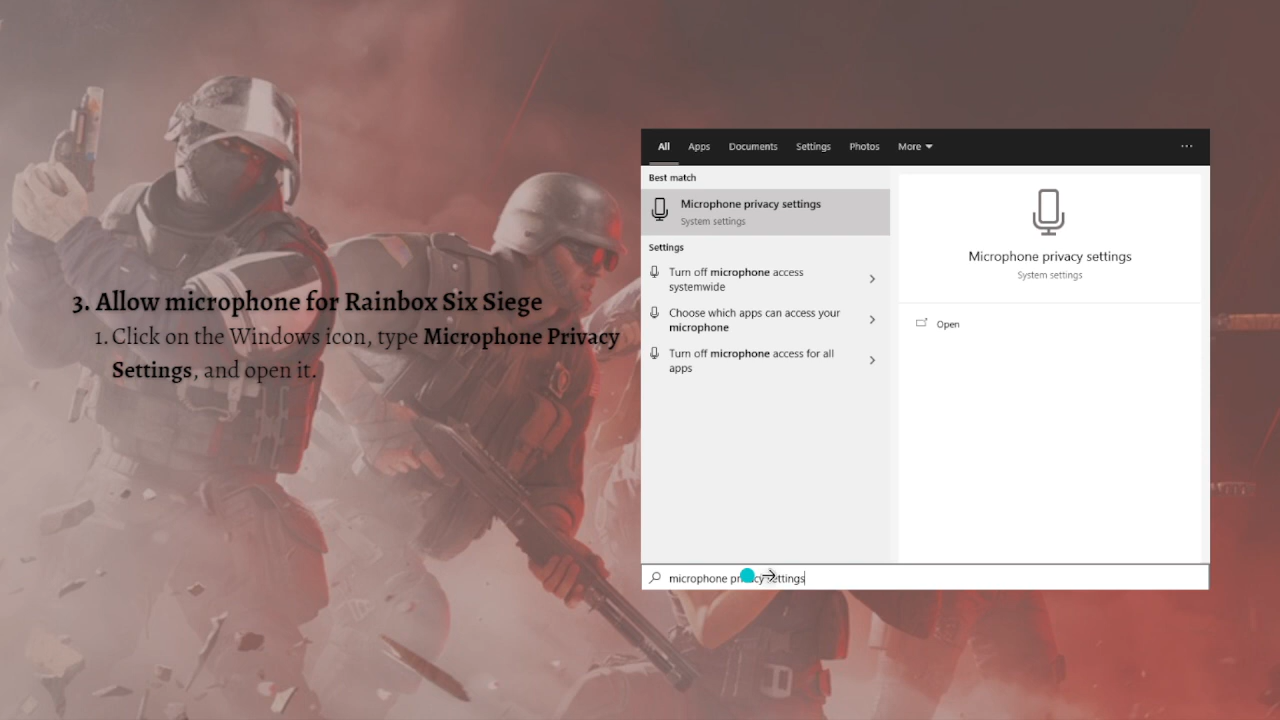 3. Allow microphone for Rainbox Six Siege
1. Click on the Windows icon, type Microphone Privacy
Settings, and open it.
All Apps Documents Settings Photos More
Best match
Microphone privacy settings
System settings
Settings
Turn off microphone access
systemwide
Choose which apps can access your
microphone
Turn off microphone access for all
apps
Microphone privacy settings
System settings
Open
microphone privacy settings